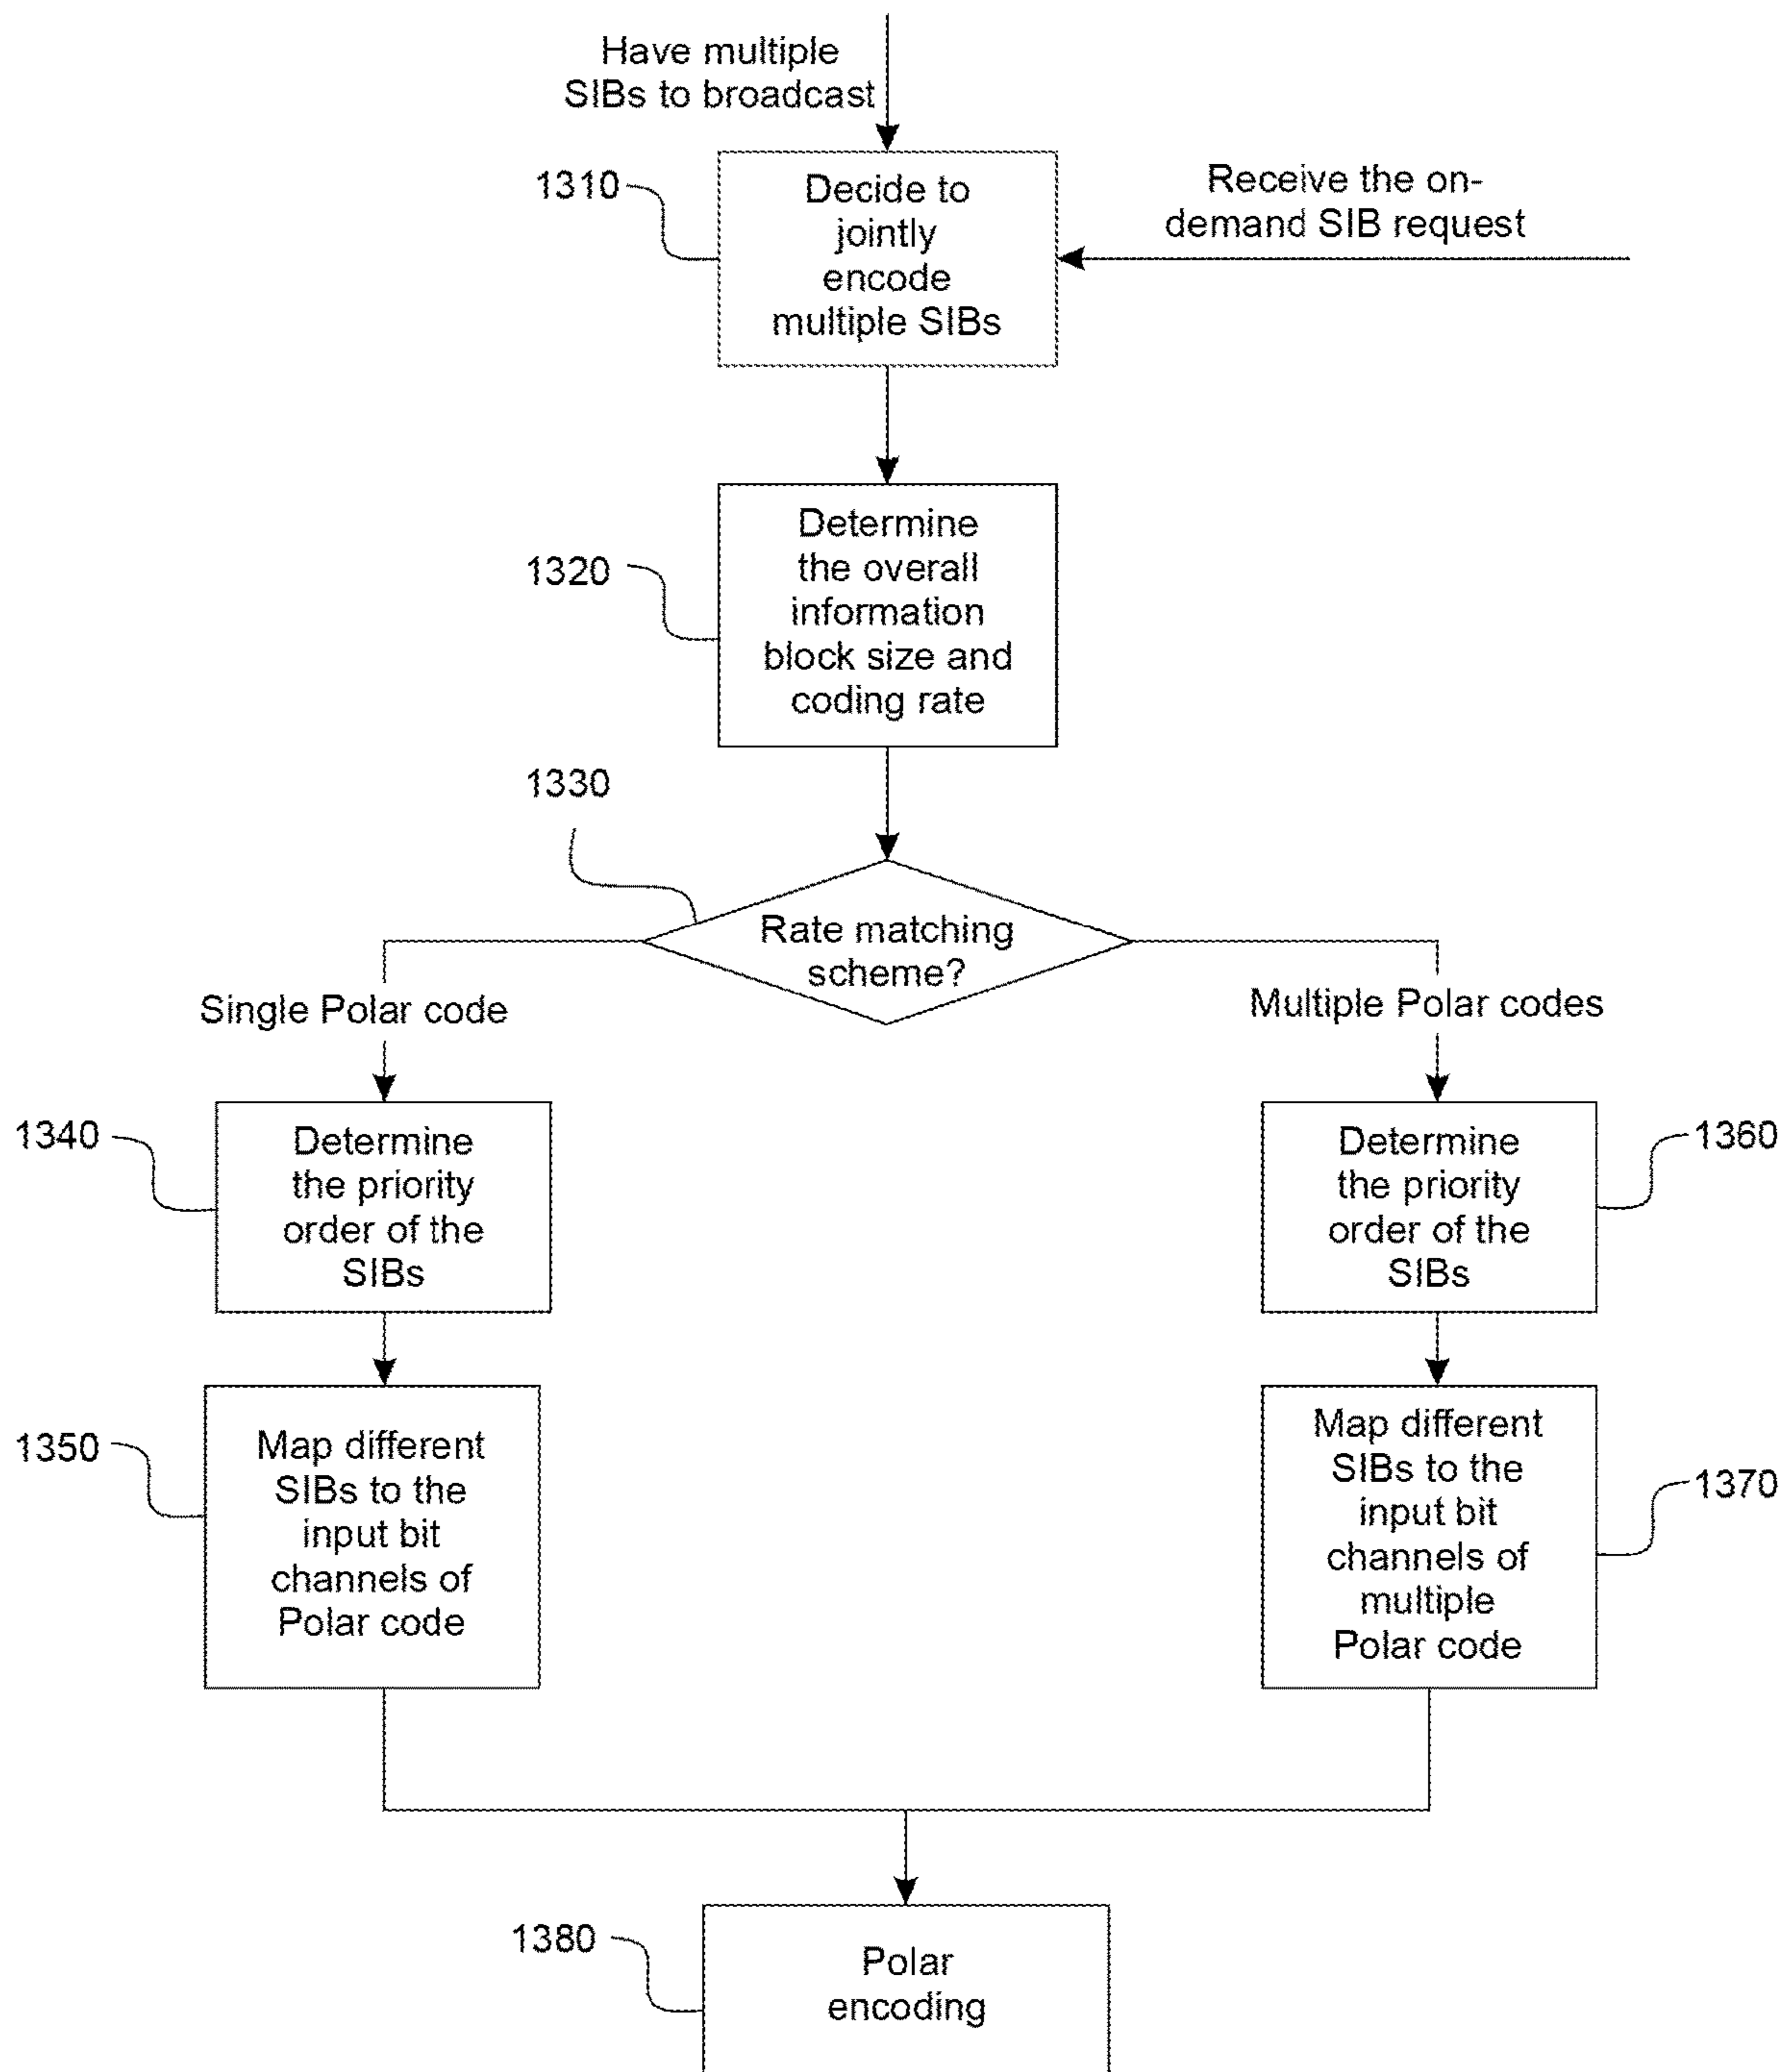 Have multiple
SIBs to broadcast
1310
Decide to
jointly
encode
multiple SIBs
Receive the on-
demand SIB request
1320
Determine
the overall
information
block size and
coding rate
1330
Rate matching
scheme?
Single Polar code
Multiple Polar codes
1340
Determine
the priority
order of the
SIBs
Determine
the priority
order of the
SIBs
1360
1350
Map different
SIBs to the
input bit
channels of
Polar code
Map different
SIBs to the
input bit
channels of
multiple
Polar code
1370
1380
Polar
encoding